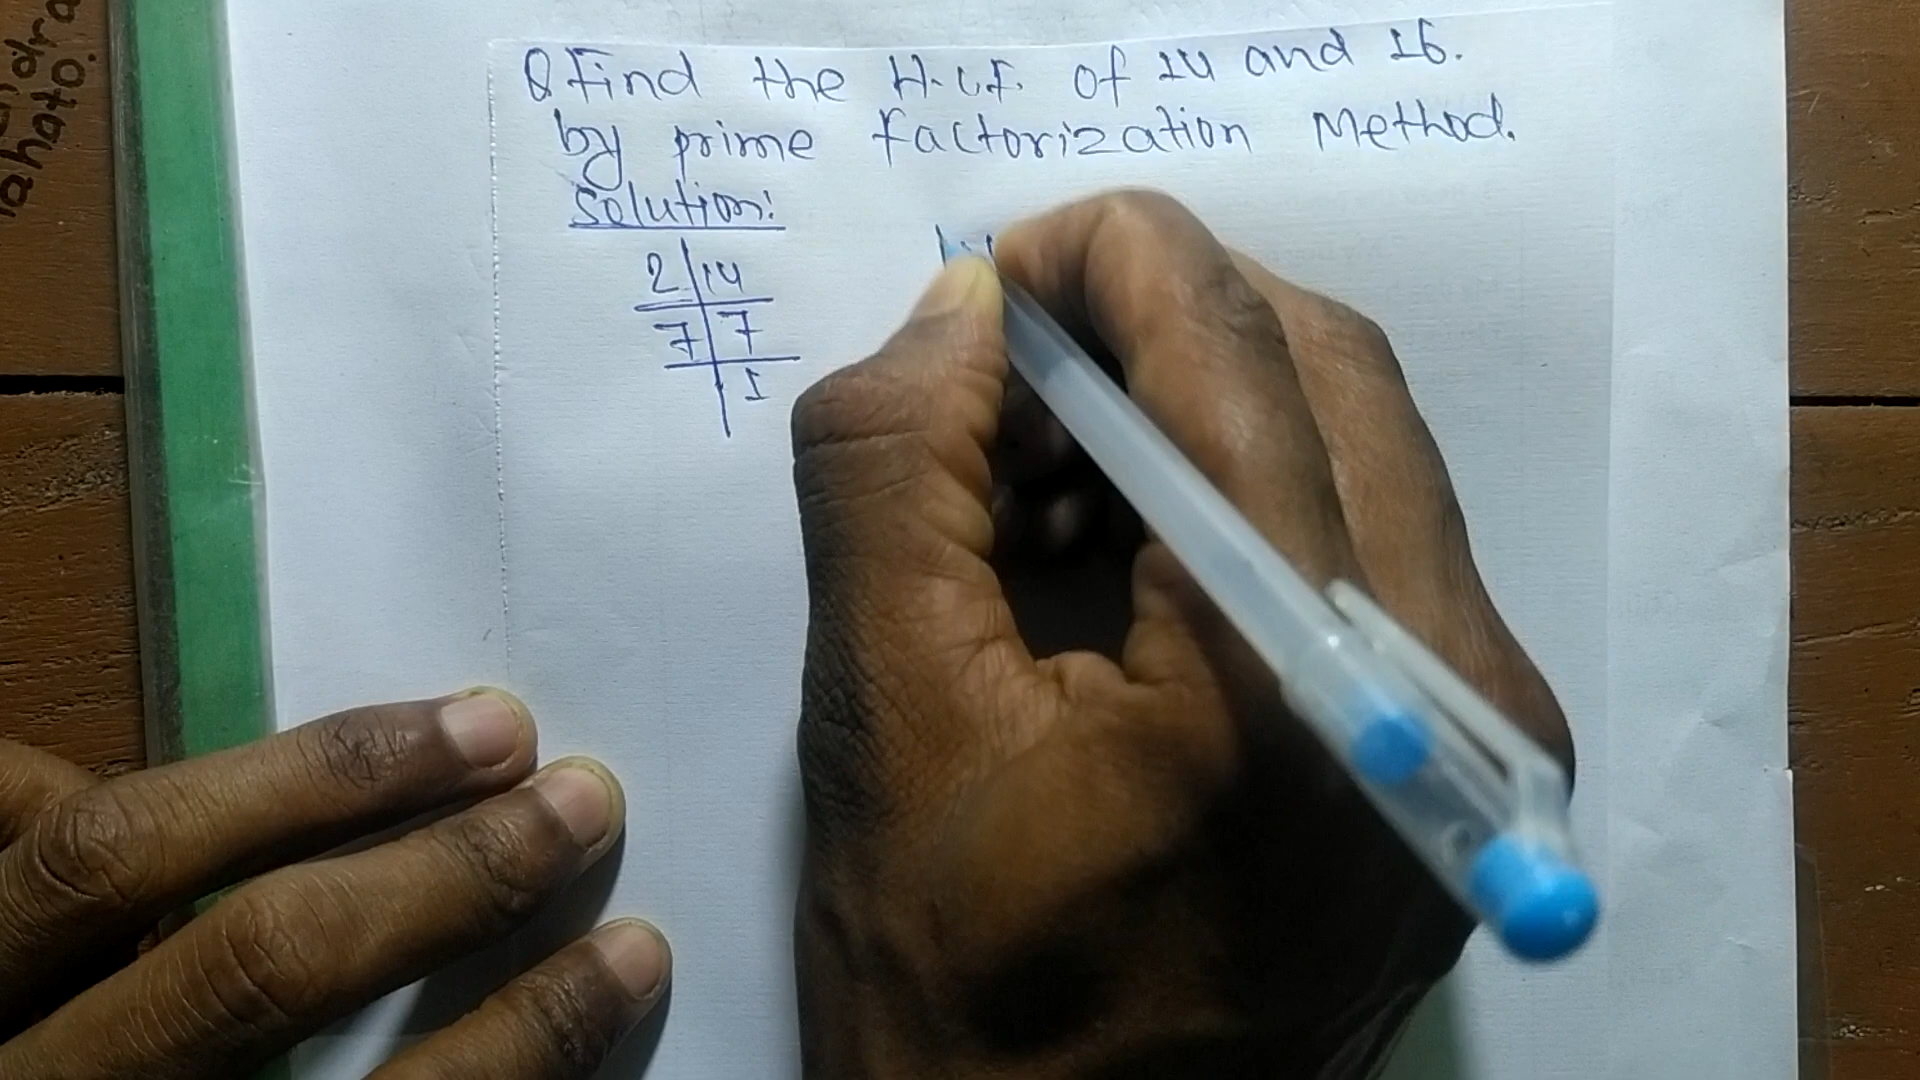 Q Find the H.C.F. of 14 and 16.
by prime factorization Method.
Solution:
2 14
7 7
1